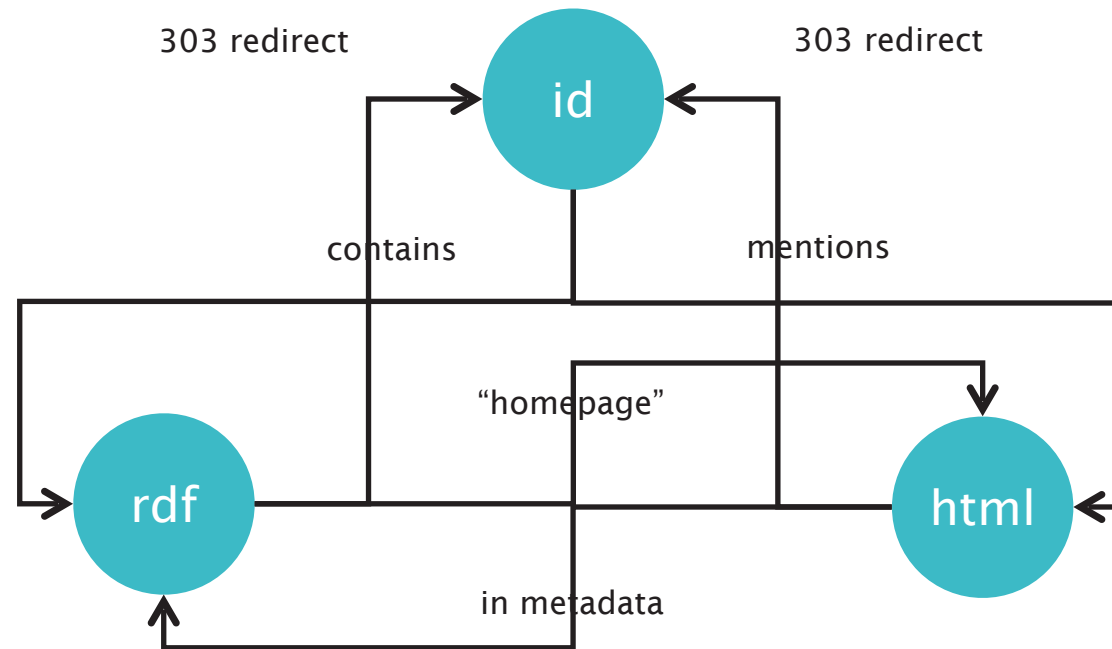 303 redirect
303 redirect
id
contains
mentions
“homepage”
rdf
html
in metadata